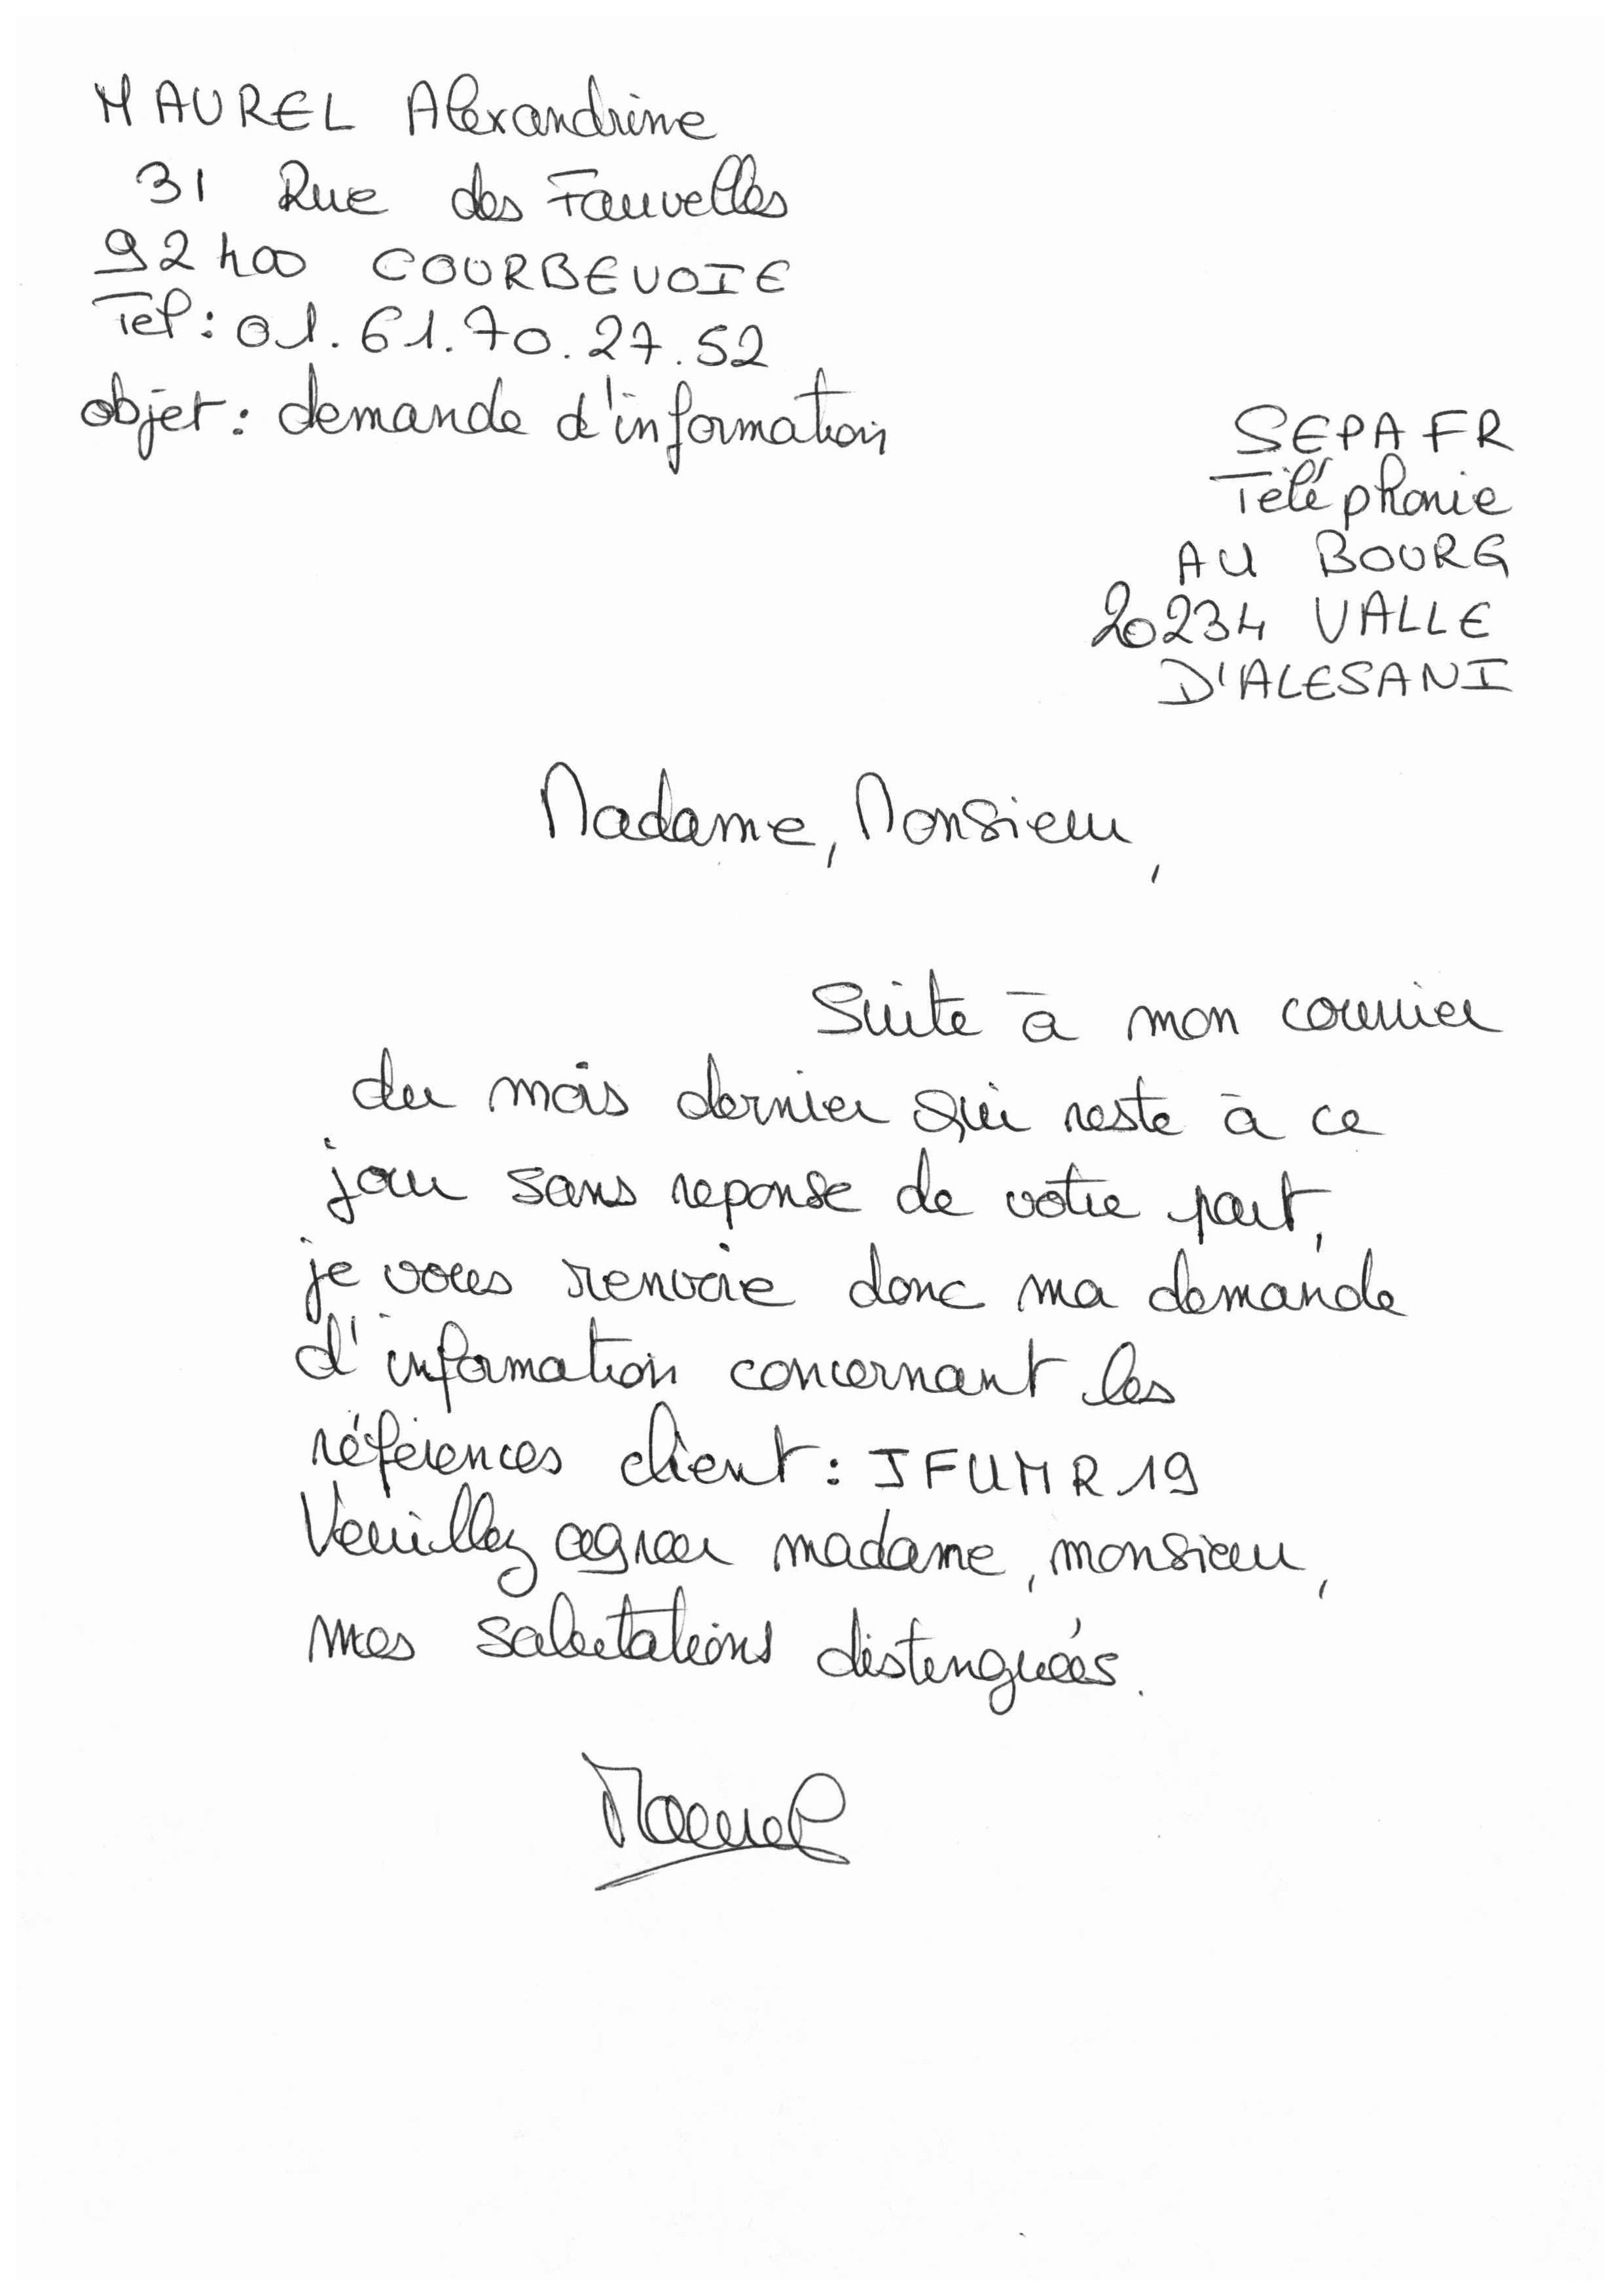 MAUREL Alexandrine
31 Rue des Fauvelles
92400 COURBEVOIE
Tel : 01.61.70.27.52
objet : demande d'information
SEPA FR
Téléphonie
AU BOURG
20234 VALLE
D'ALESANI
Madame, Monsieur,
Suite à mon courrier
du mois dernier qui reste à ce
jour sans reponse de votre part,
je vous renvoie donc ma demande
d'information concernant les
références client : JFUMR19
Veuillez agreer madame, monsieur,
mes salutations distenguées.
Maurel